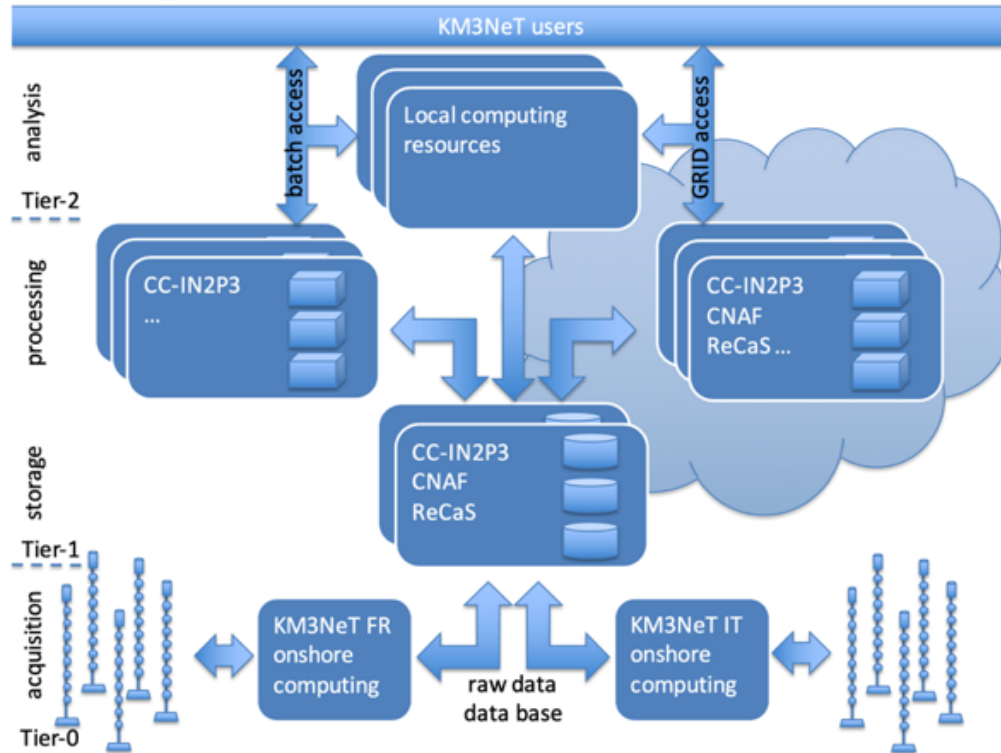 KM3NeT users
analysis
batch access
Local computing
resources
GRID access
Tier-2
processing
CC-IN2P3
...
CC-IN2P3
CNAF
ReCaS ...
storage
CC-IN2P3
CNAF
ReCaS
Tier-1
acquisition
KM3NeT FR
onshore
computing
raw data
data base
KM3NeT IT
onshore
computing
Tier-0